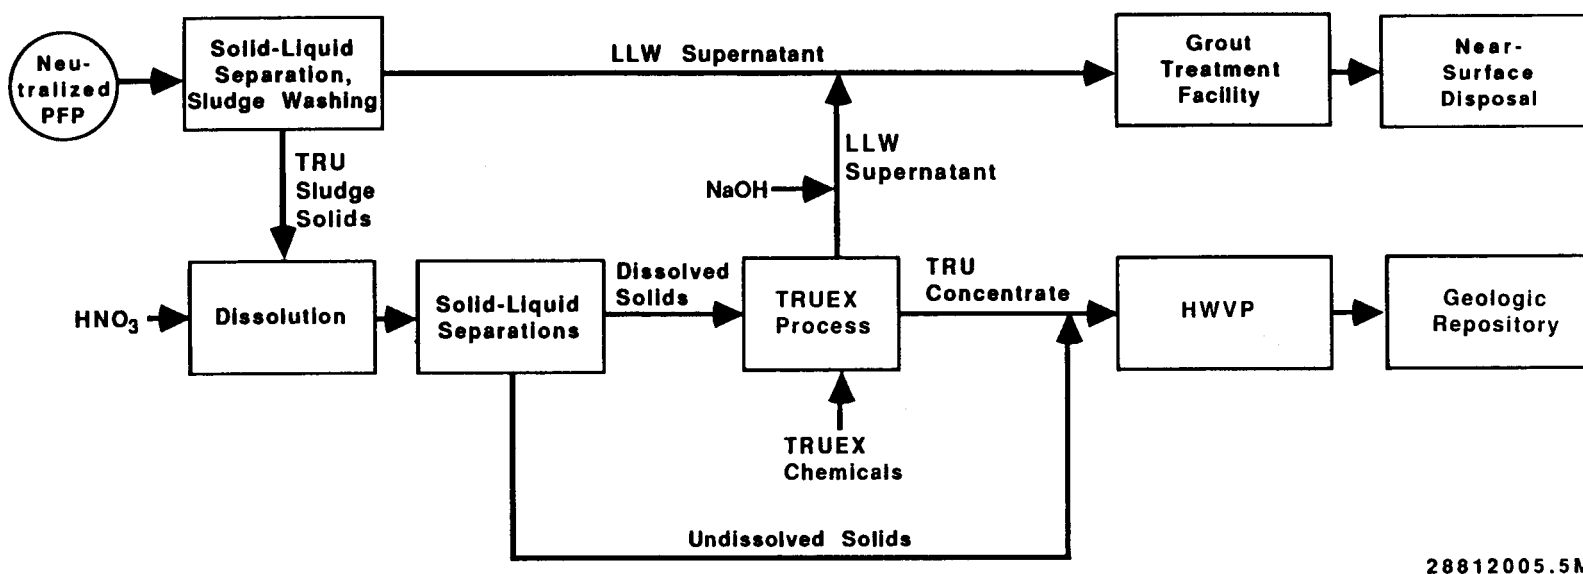 Neu-
tralized
PFP
Solid-Liquid
Separation,
Sludge Washing
LLW Supernatant
Grout
Treatment
Facility
Near-
Surface
Disposal
TRU
Sludge
Solids
LLW
Supernatant
NaOH
HNO3
Dissolution
Solid-Liquid
Separations
Dissolved
Solids
TRUEX
Process
TRU
Concentrate
HWVP
Geologic
Repository
TRUEX
Chemicals
Undissolved Solids
28812005.5M